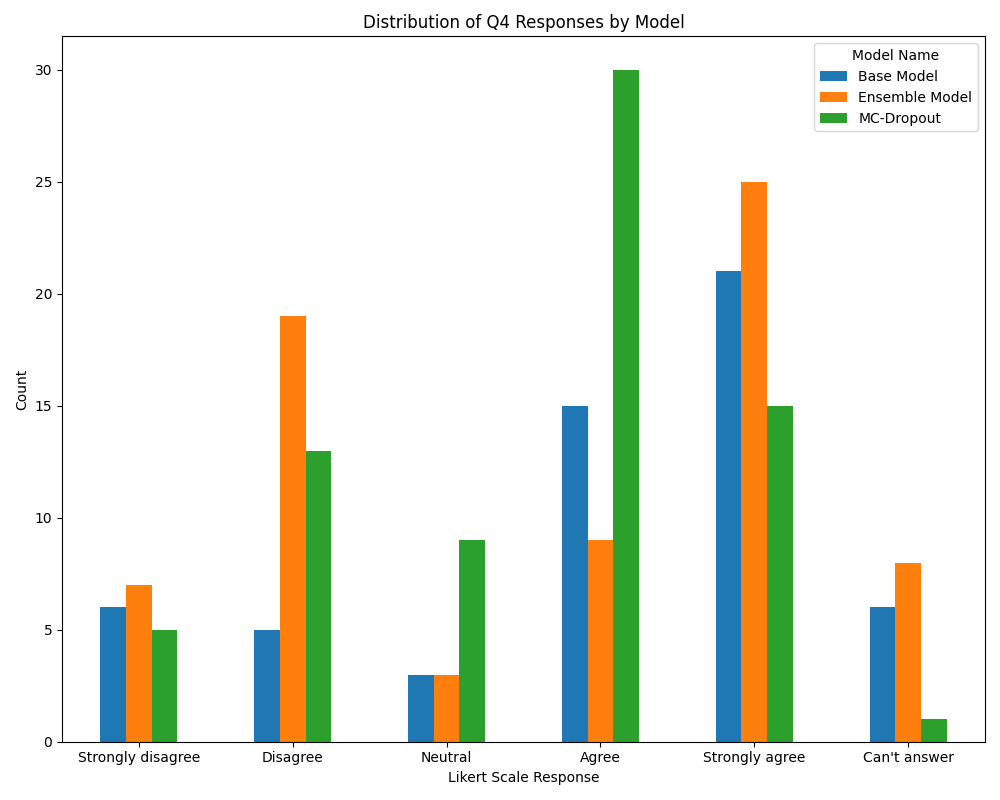 Distribution of Q4 Responses by Model
Model Name
Base Model
Ensemble Model
MC-Dropout
Count
30
25
20
15
10
5
0
Strongly disagree
Disagree
Neutral
Agree
Strongly agree
Can't answer
Likert Scale Response